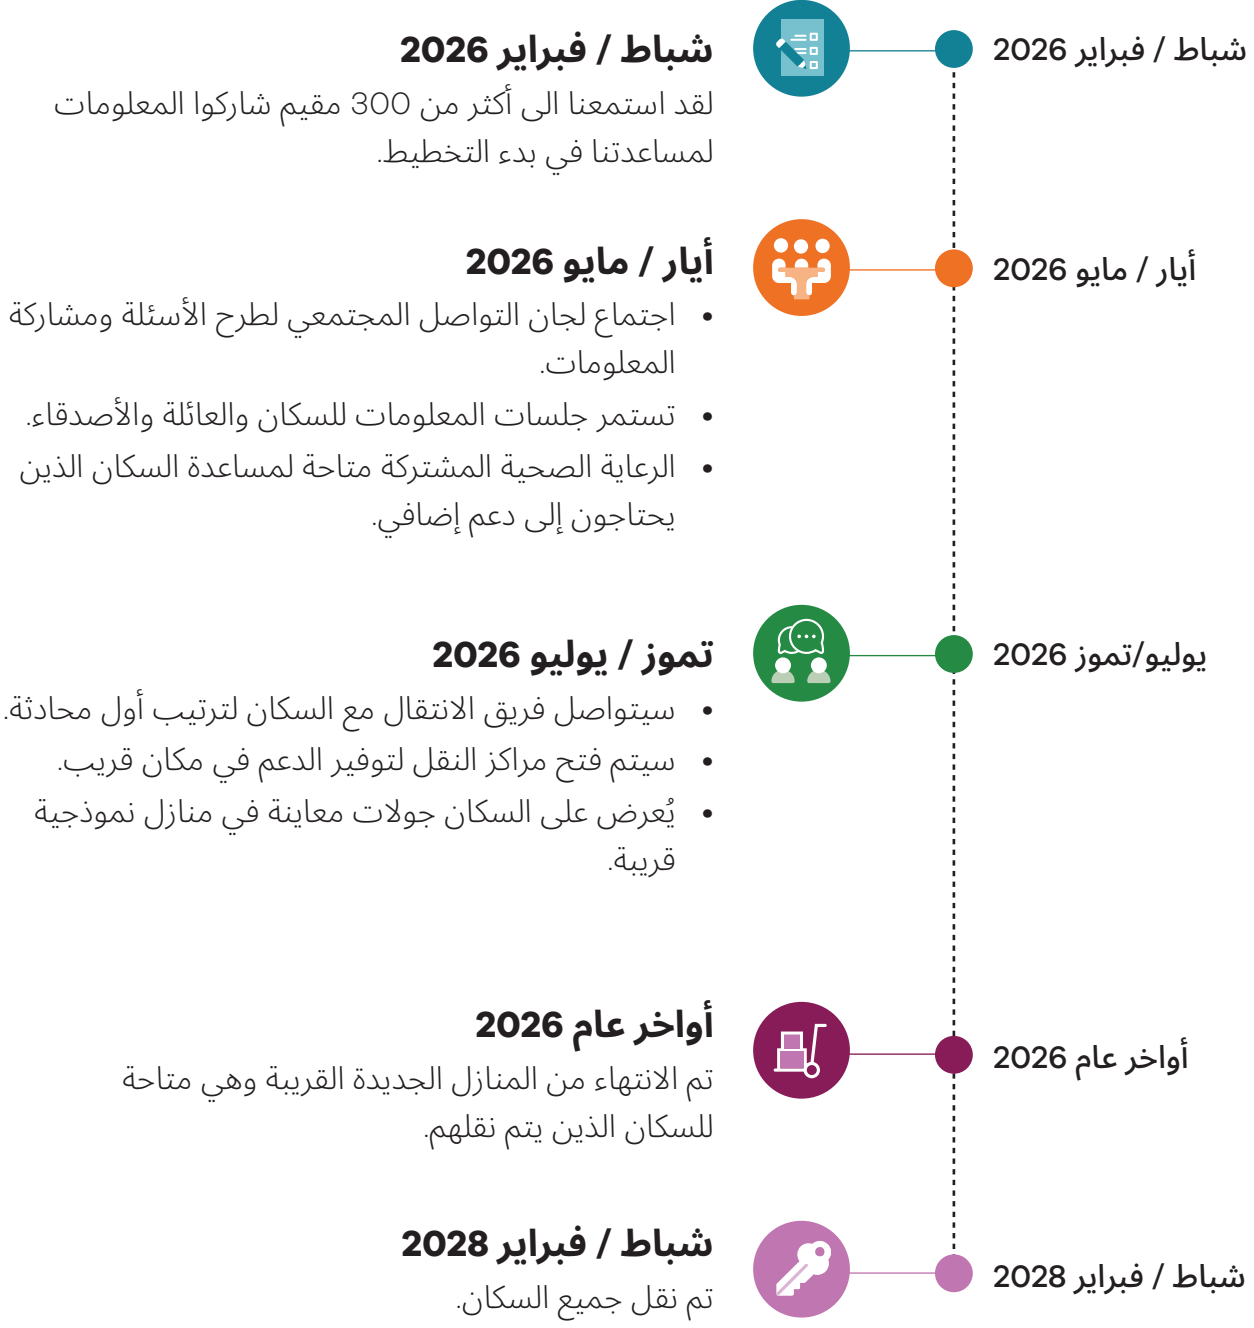 شباط / فبراير 2026
شباط / فبراير 2026
لقد استمعنا الى أكثر من 300 مقيم شاركوا المعلومات
لمساعدتنا في بدء التخطيط.
أيار / مايو 2026
أيار / مايو 2026
• اجتماع لجان التواصل المجتمعي لطرح الأسئلة ومشاركة
المعلومات.
• تستمر جلسات المعلومات للسكان والعائلة والأصدقاء.
• الرعاية الصحية المشتركة متاحة لمساعدة السكان الذين
يحتاجون إلى دعم إضافي.
يوليو/تموز 2026
تموز / يوليو 2026
• سيتواصل فريق الانتقال مع السكان لترتيب أول محادثة.
• سيتم فتح مراكز النقل لتوفير الدعم في مكان قريب.
• يُعرض على السكان جولات معاينة في منازل نموذجية
قريبة.
أواخر عام 2026
أواخر عام 2026
تم الانتهاء من المنازل الجديدة القريبة وهي متاحة
للسكان الذين يتم نقلهم.
شباط / فبراير 2028
شباط / فبراير 2028
تم نقل جميع السكان.